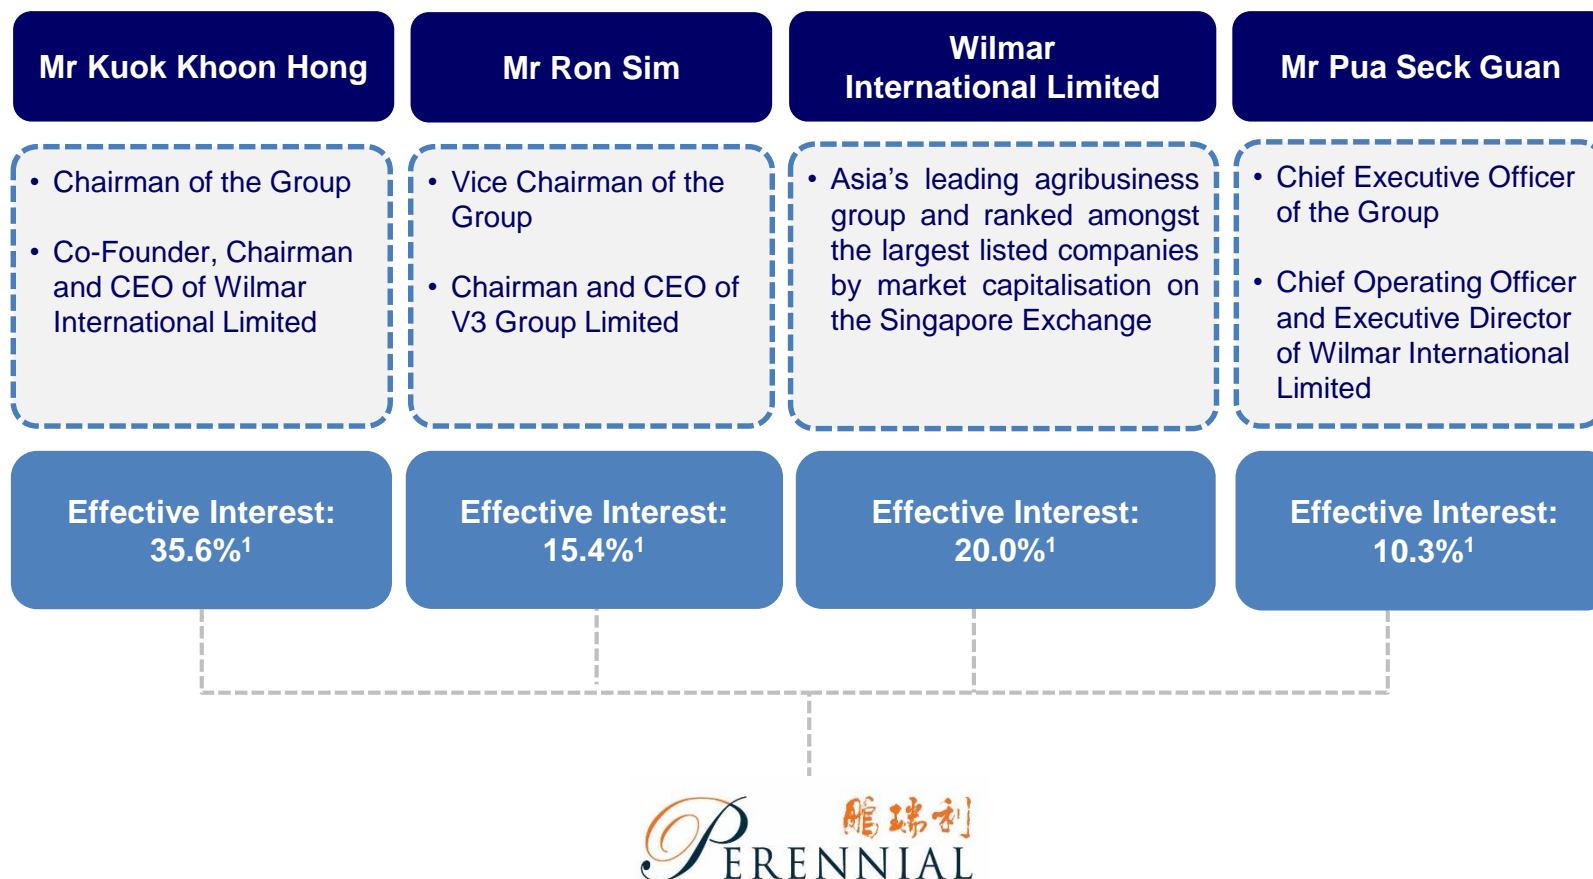 Mr Kuok Khoon Hong
• Chairman of the Group
• Co-Founder, Chairman
and CEO of Wilmar
International Limited
Effective Interest:
35.6%¹
Mr Ron Sim
• Vice Chairman of the
Group
• Chairman and CEO of
V3 Group Limited
Effective Interest:
15.4%¹
Wilmar
International Limited
• Asia's leading agribusiness
group and ranked amongst
the largest listed companies
by market capitalisation on
the Singapore Exchange
Effective Interest:
20.0%¹
Mr Pua Seck Guan
• Chief Executive Officer
of the Group
• Chief Operating Officer
and Executive Director
of Wilmar International
Limited
Effective Interest:
10.3%¹
鹏瑞利
PERENNIAL